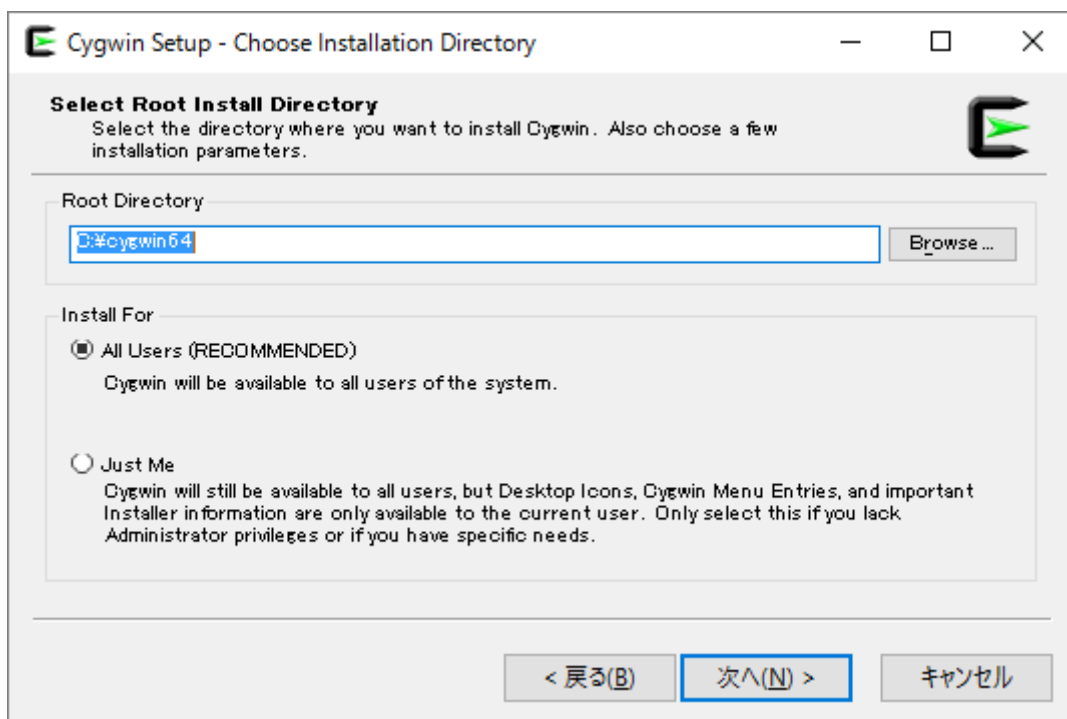 Cygwin Setup - Choose Installation Directory
Select Root Install Directory
Select the directory where you want to install Cygwin. Also choose a few
installation parameters.
Root Directory
C:¥cygwin64
Browse...
Install For
All Users (RECOMMENDED)
Cygwin will be available to all users of the system.
Just Me
Cygwin will still be available to all users, but Desktop Icons, Cygwin Menu Entries, and important
Installer information are only available to the current user. Only select this if you lack
Administrator privileges or if you have specific needs.
< 戻る(B)
次へ(N) >
キャンセル